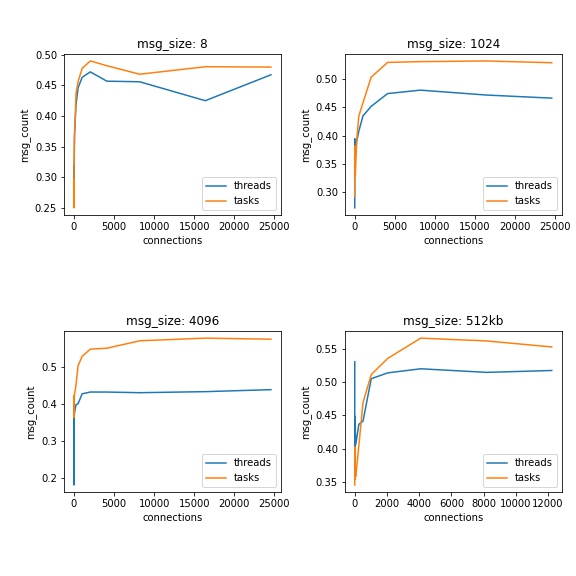 msg_size: 8
0.50
0.45
0.40
0.35
0.30
0.25
msg_count
threads
tasks
0 5000 10000 15000 20000 25000
connections
msg_size: 1024
0.50
0.45
0.40
0.35
0.30
msg_count
threads
tasks
0 5000 10000 15000 20000 25000
connections
msg_size: 4096
0.5
0.4
0.3
0.2
msg_count
threads
tasks
0 5000 10000 15000 20000 25000
connections
msg_size: 512kb
0.55
0.50
0.45
0.40
0.35
msg_count
threads
tasks
0 2000 4000 6000 8000 10000 12000
connections